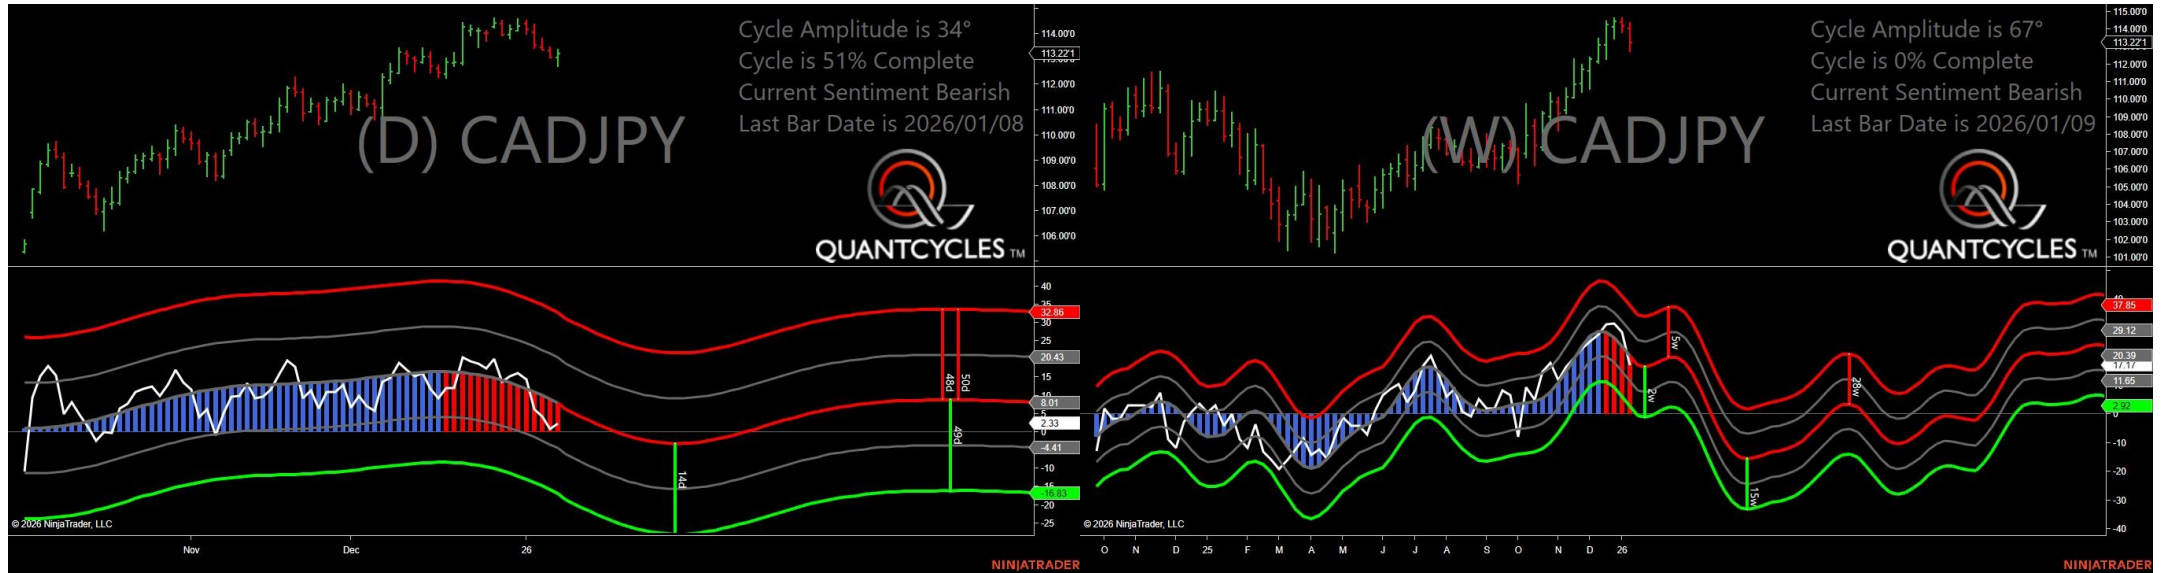 Cycle Amplitude is 34°
Cycle is 51% Complete
Current Sentiment Bearish
Last Bar Date is 2026/01/08
(D) CADJPY
QUANTCYCLES TM
114.00'0
113.22'1
112.00'0
111.00'0
110.00'0
109.00'0
108.00'0
107.00'0
106.00'0
40
35
32.86
30
25
20.43
15
8.01
5
2.33
0
-4.41
-10
-16.83
-20
-25
48d
50d
49d
14d
© 2026 NinjaTrader, LLC
Nov
Dec
26
NINJATRADER
Cycle Amplitude is 67°
Cycle is 0% Complete
Current Sentiment Bearish
Last Bar Date is 2026/01/09
(W) CADJPY
QUANTCYCLES TM
115.00'0
114.00'0
113.22'1
112.00'0
111.00'0
110.00'0
109.00'0
108.00'0
107.00'0
106.00'0
105.00'0
104.00'0
103.00'0
102.00'0
101.00'0
37.85
29.12
20.39
17.17
11.65
2.92
0
-10
-20
-30
-40
5w
2w
28w
15w
© 2026 NinjaTrader, LLC
O N D 25 F M A M J J A S O N D 26
NINJATRADER